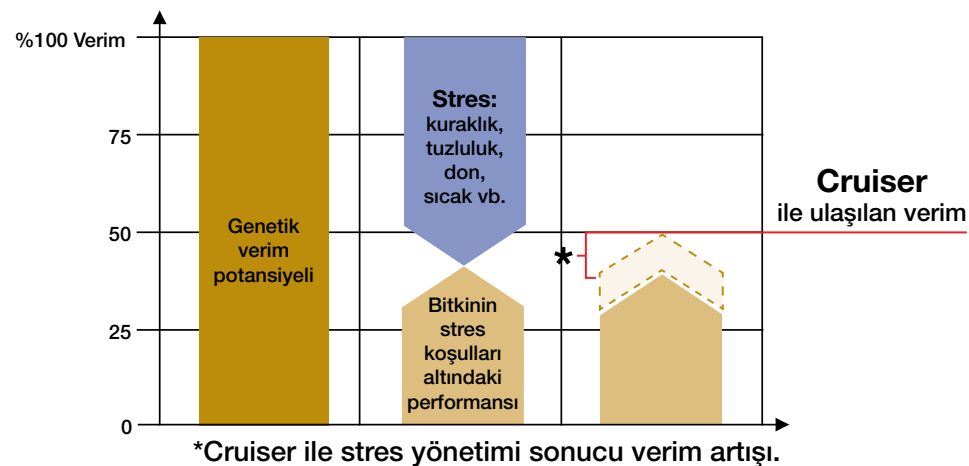 %100 Verim
75
50
25
0
Genetik
verim
potansiyeli
Stres:
kuraklık,
tuzluluk,
don,
sıcak vb.
Bitkinin
stres
koşulları
altındaki
performansı
*
Cruiser
ile ulaşılan verim
*Cruiser ile stres yönetimi sonucu verim artışı.